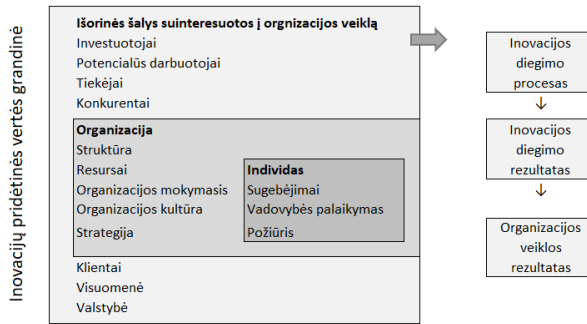 Inovacijų pridėtinės vertės grandinė
Išorinės šalys suinteresuotos į orgnizacijos veiklą
Investuotojai
Potencialūs darbuotojai
Tiekėjai
Konkurentai
Organizacija
Struktūra
Resursai
Organizacijos mokymasis
Organizacijos kultūra
Strategija
Individas
Sugebėjimai
Vadovybės palaikymas
Požiūris
Klientai
Visuomenė
Valstybė
Inovacijos
diegimo
procesas
Inovacijos
diegimo
rezultatas
Organizacijos
veiklos
rezultatas